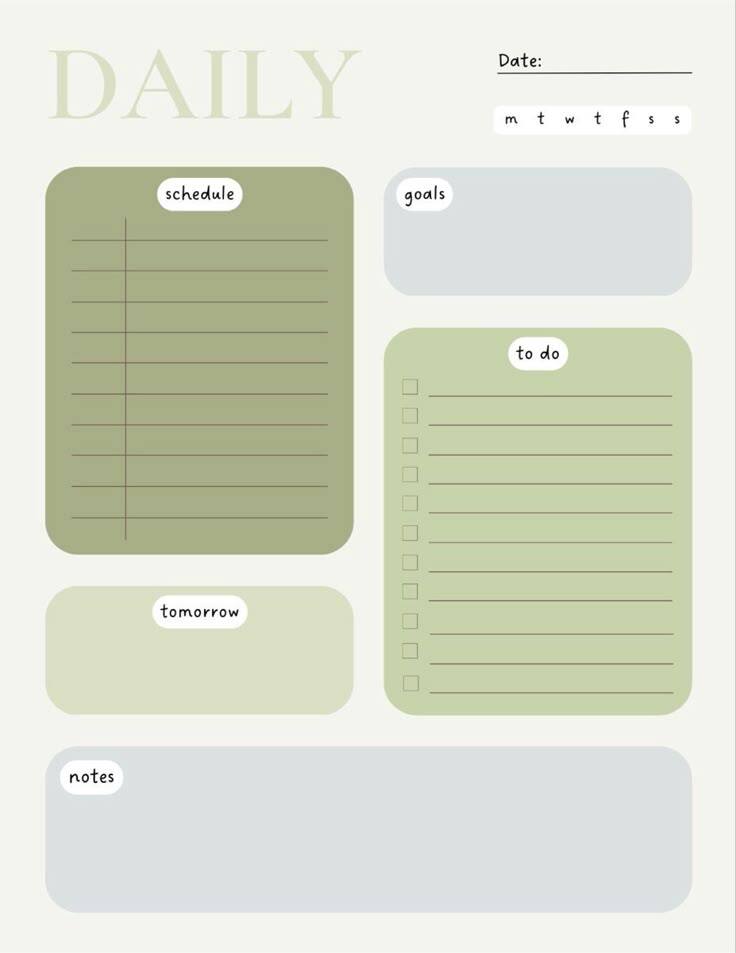 DAILY
Date:
m t w t f s s
schedule
goals
to do
tomorrow
notes